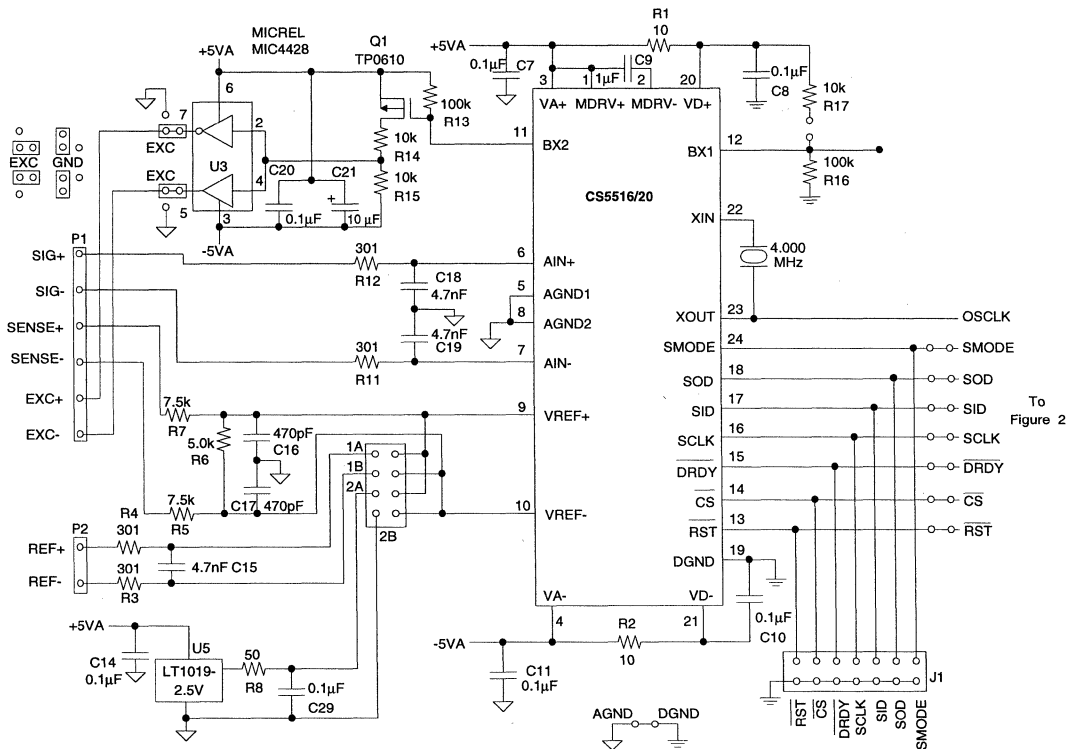 MICREL
MIC4428
Q1
TP0610
+5VA
6
7
2
EXC
U3
4
EXC
5
3
-5VA
EXC
GND
C20
0.1µF
C21
+
10 µF
10k
R14
10k
R15
100k
R13
R1
10
+5VA
0.1µF
C7
3
1
1µF
C9
2
20
0.1µF
C8
10k
R17
VA+
MDRV+
MDRV-
VD+
11
BX2
BX1
12
100k
R16
CS5516/20
XIN
22
4.000
MHz
P1
SIG+
SIG-
SENSE+
SENSE-
EXC+
EXC-
301
R12
6
AIN+
C18
4.7nF
5
AGND1
8
AGND2
4.7nF
C19
301
R11
7
AIN-
XOUT
23
OSCLK
SMODE
24
SMODE
SOD
18
SOD
SID
17
SID
SCLK
16
SCLK
DRDY
15
DRDY
CS
14
CS
RST
13
RST
To
Figure 2
7.5k
R7
5.0k
R6
470pF
C16
C17
470pF
9
VREF+
1A
1B
2A
2B
7.5k
R5
10
VREF-
P2
REF+
REF-
R4
301
4.7nF C15
301
R3
DGND
19
VA-
4
VD-
21
0.1µF
C10
+5VA
C14
0.1µF
U5
LT1019-
2.5V
50
R8
0.1µF
C29
-5VA
R2
10
C11
0.1µF
AGND
DGND
J1
RST
CS
DRDY
SCLK
SID
SOD
SMODE